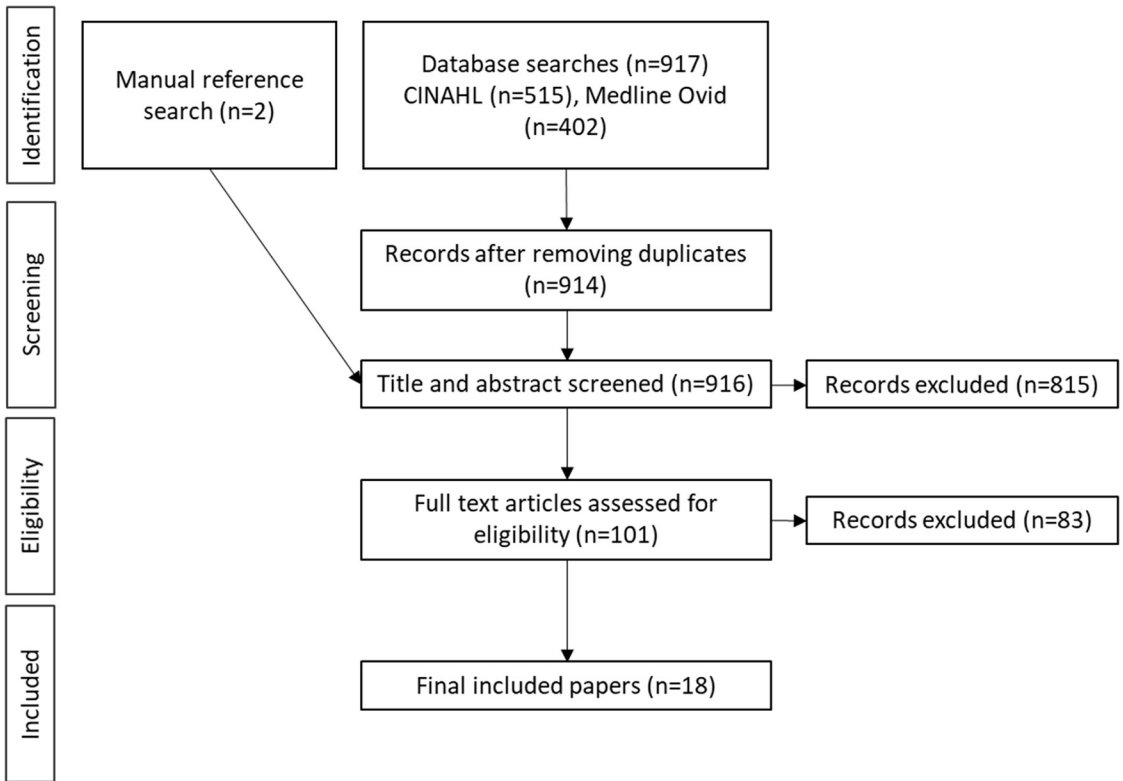 Identification
Manual reference
search (n=2)
Database searches (n=917)
CINAHL (n=515), Medline Ovid
(n=402)
Screening
Records after removing duplicates
(n=914)
Title and abstract screened (n=916)
Records excluded (n=815)
Eligibility
Full text articles assessed for
eligibility (n=101)
Records excluded (n=83)
Included
Final included papers (n=18)